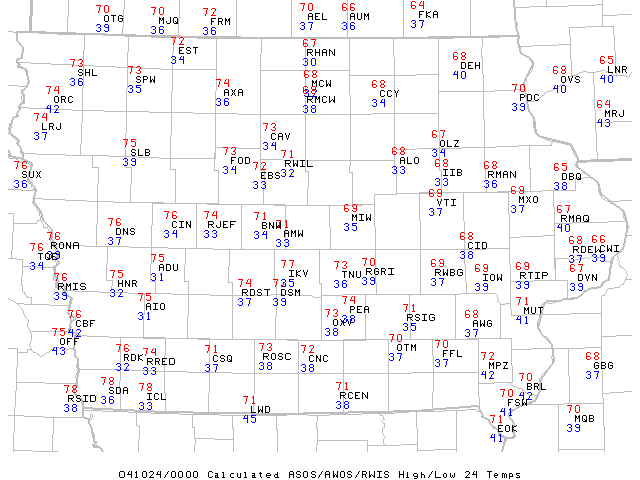 70 70 72 70 66 64
OTG MJQ FRM AEL AUM FKA
39 36 36 37 36 37
72 EST 34
67 RHAN 30
68 DEH 40
73 SHL 36
73 SPW 35
74 AXA 36
68 MCW
RMCW 38
68 CCY 34
68 OVS 40
65 LNR 40
74 ORC 42
70 PDC 39
64 MRJ 43
74 LRJ 37
75 SLB 39
73 CAV 34
67 OLZ 34
73 FOD 34
72 EBS 33
71 RWIL 32
68 ALO 33
68 IIB 33
68 RMAN 36
65 DBQ 38
76 SUX 36
69 VTI 37
69 MXO 37
76 DNS 37
76 CIN 34
74 RJEF 33
71 BNW 34
71 AMW 33
69 MIW 35
67 RMAQ 40
76 RONA
76 TQE 34
68 CID 38
68 RDEW 37
66 CWI 39
75 ADU 31
76 RMIS 39
75 HNR 32
74 RDST 37
77 IKV 35
DSM 39
73 TNU 36
70 RGRI 39
69 RWBG 37
69 IOW 39
69 RTIP 39
67 DVN 39
75 AIO 31
74 PEA 38
73 OXV 38
71 RSIG 35
68 AWG 37
71 MUT 41
76 CBF 42
75 OFF 43
76 RDK 32
74 RRED 33
71 CSQ 37
73 ROSC 38
72 CNC 38
70 OTM 37
70 FFL 37
72 MPZ 42
68 GBG 37
78 RSID 38
78 SDA 36
78 ICL 33
71 LWD 45
71 RCEN 38
70 BRL 42
70 FSW 41
71 EOK 41
70 MQB 39
041024/0000 Calculated ASOS/AWOS/RWIS High/Low 24 Temps